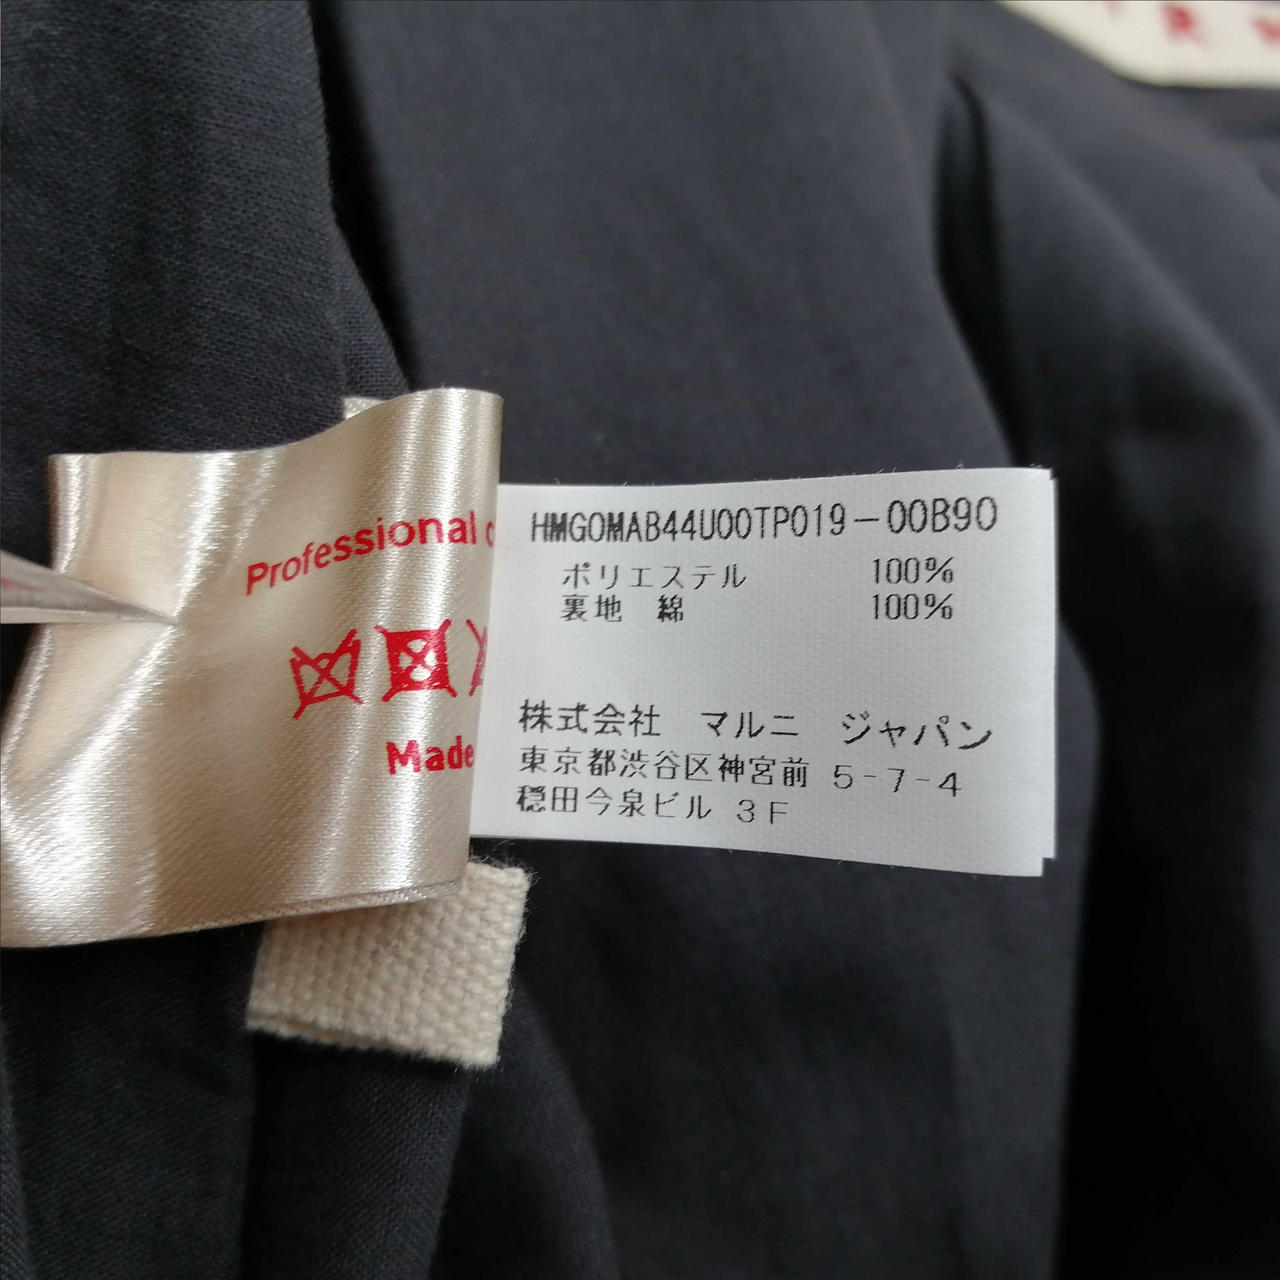 HMGOMAB44U00TP019-00B90
ポリエステル 100%
裏地 綿 100%
株式会社 マルニ ジャパン
東京都渋谷区神宮前 5-7-4
穏田今泉ビル 3F
Professional
Made